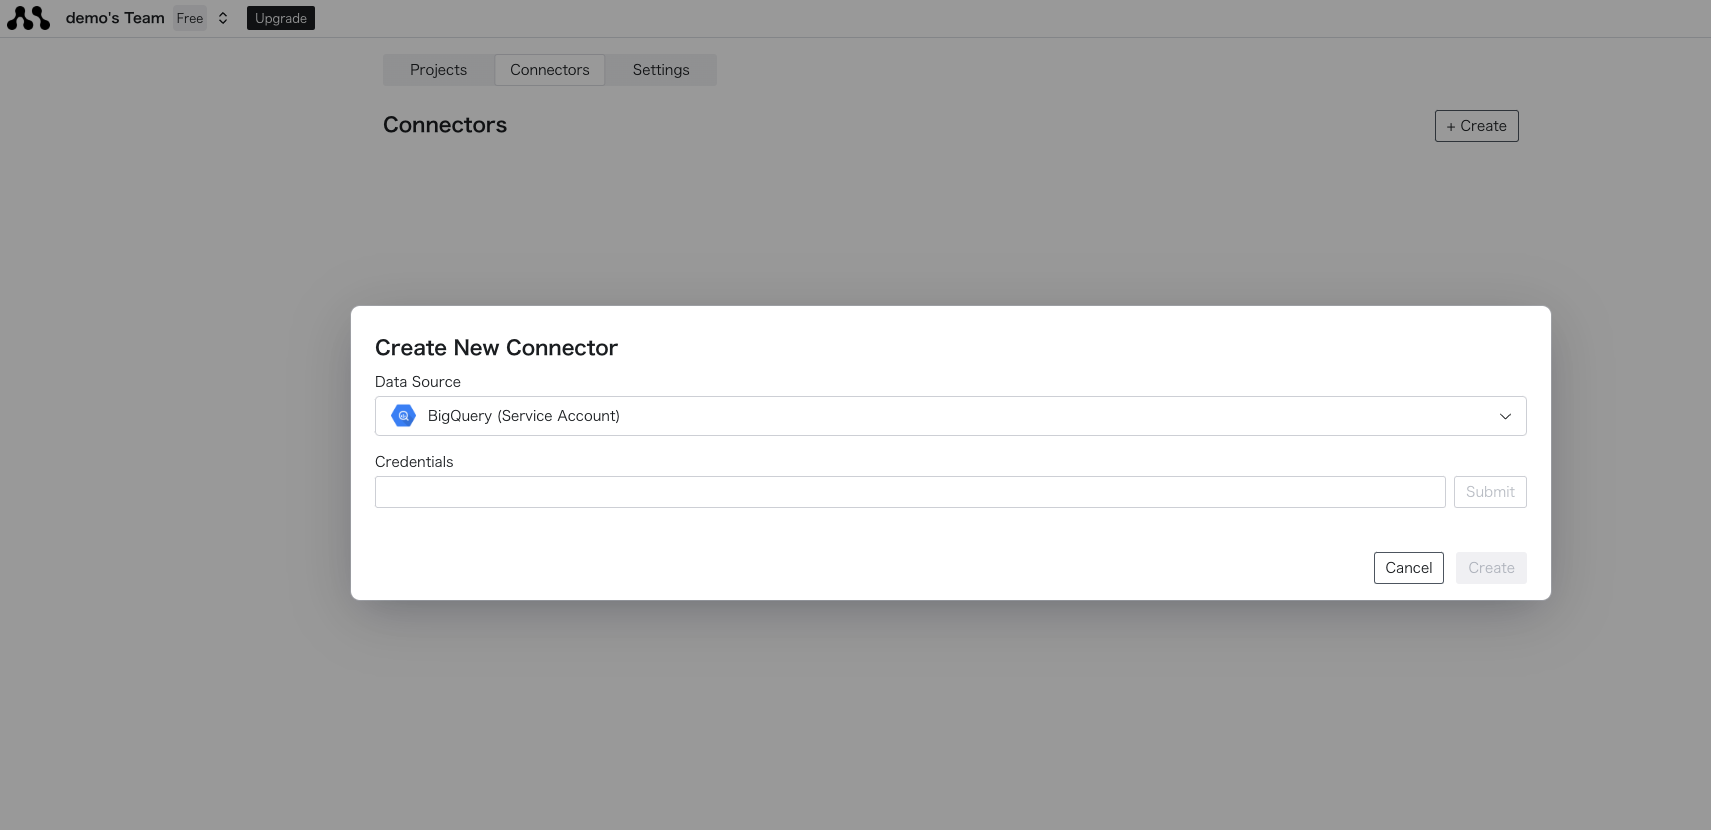 demo's Team Free Upgrade
Projects Connectors Settings
Connectors + Create
Create New Connector
Data Source
BigQuery (Service Account)
Credentials
Submit
Cancel Create